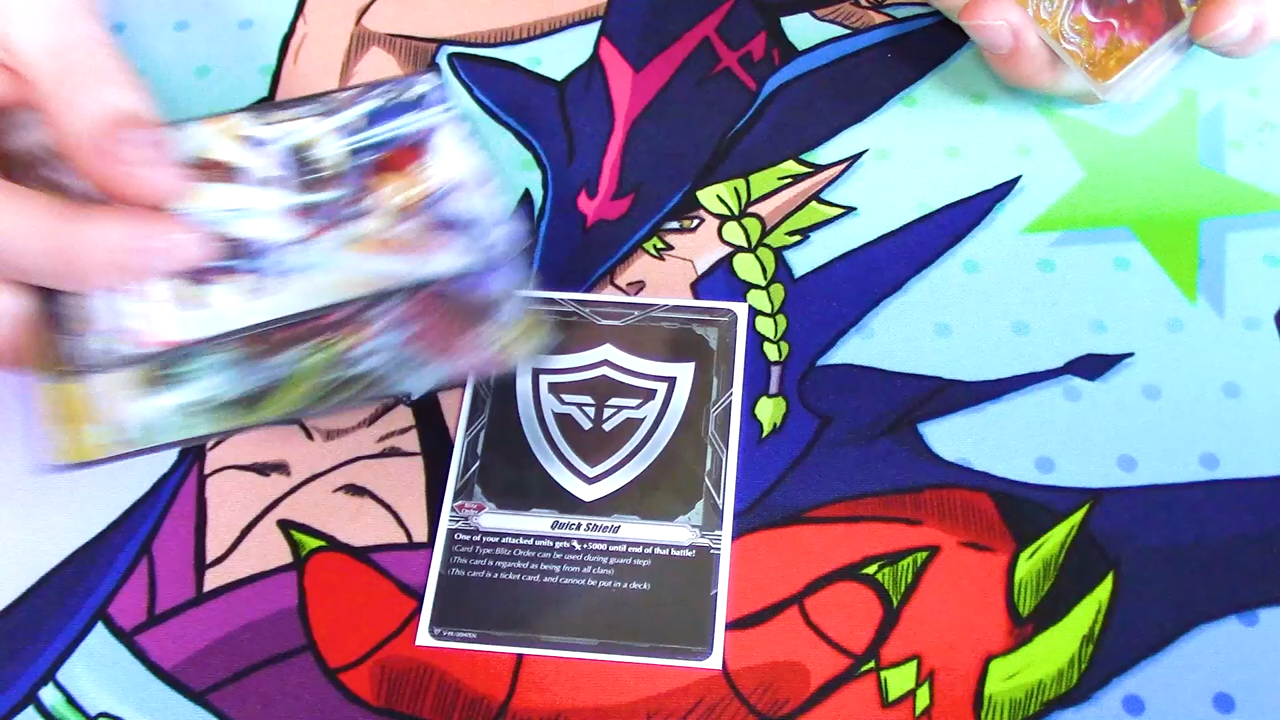 Blitz
Order
Quick Shield
One of your attacked units gets +5000 until end of that battle!
(Card Type: Blitz Order can be used during guard step)
(This card is regarded as being from all clans)
(This card is a ticket card, and cannot be put in a deck)